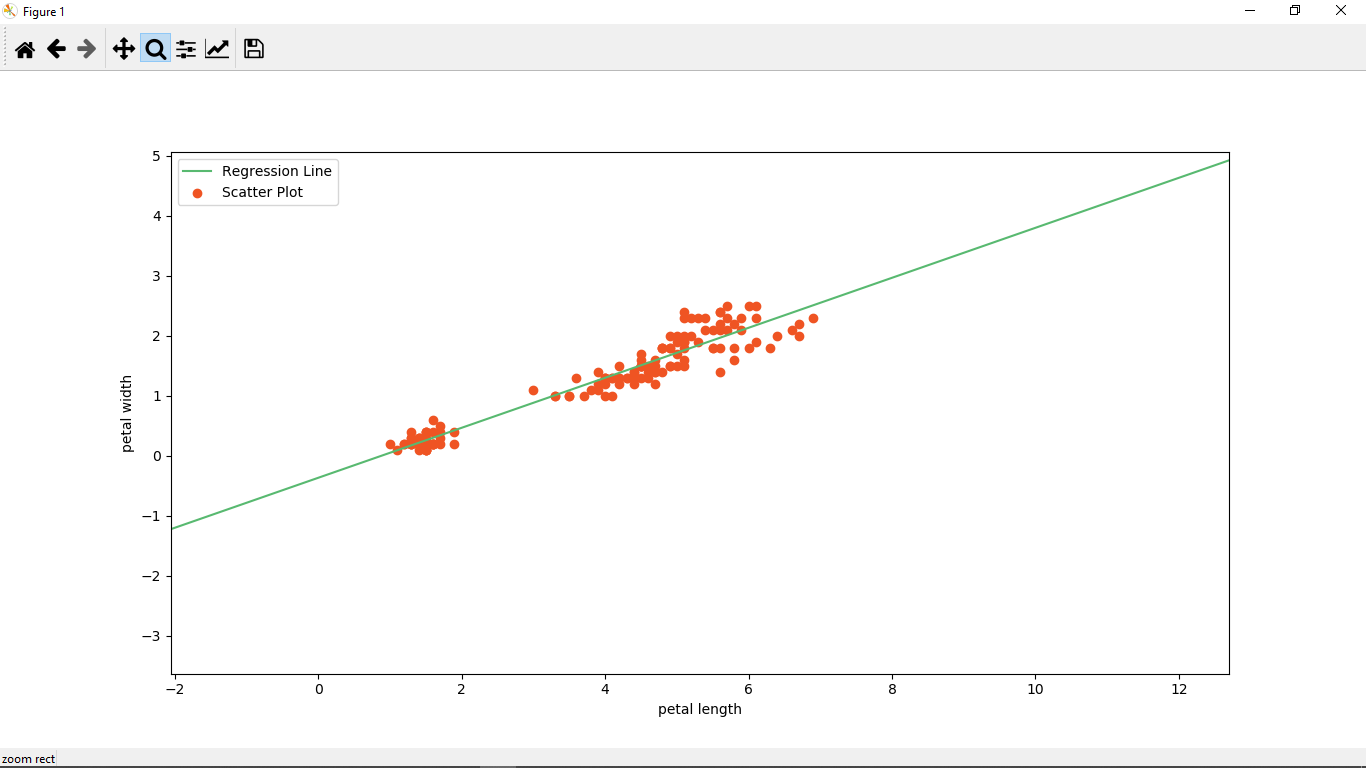 Figure 1
Regression Line
Scatter Plot
5
4
3
2
1
0
−1
−2
−3
petal width
−2 0 2 4 6 8 10 12
petal length
zoom rect